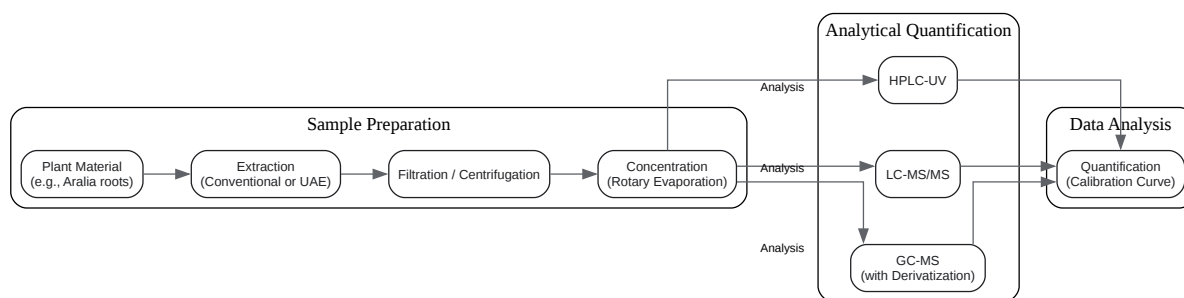 Analytical Quantification
Analysis
HPLC-UV
Sample Preparation
Data Analysis
Plant Material
(e.g., Aralia roots)
Extraction
(Conventional or UAE)
Filtration / Centrifugation
Concentration
(Rotary Evaporation)
Analysis
LC-MS/MS
Quantification
(Calibration Curve)
Analysis
GC-MS
(with Derivatization)